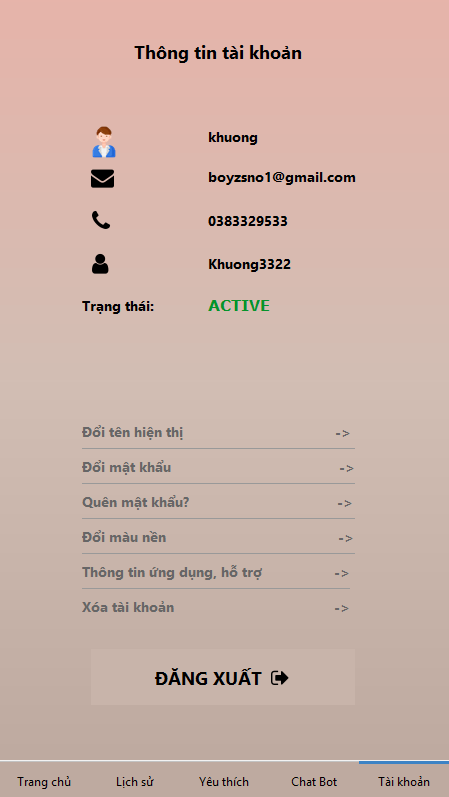 Thông tin tài khoản
khuong
boyzsno1@gmail.com
0383329533
Khuong3322
Trạng thái: ACTIVE
Đổi tên hiện thị ->
Đổi mật khẩu ->
Quên mật khẩu? ->
Đổi màu nền ->
Thông tin ứng dụng, hỗ trợ ->
Xóa tài khoản ->
ĐĂNG XUẤT
Trang chủ Lịch sử Yêu thích Chat Bot Tài khoản